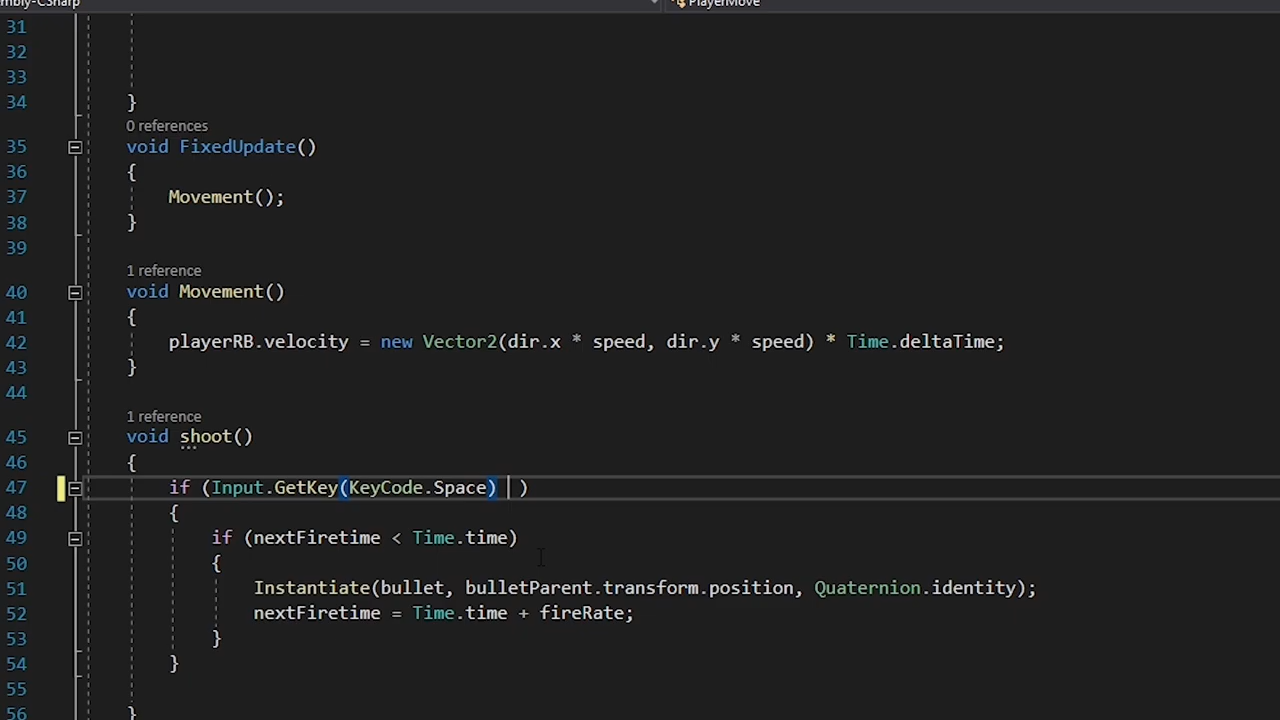 mbly-CSharp PlayerMove
31
32
33
34 }
0 references
35 void FixedUpdate()
36 {
37 Movement();
38 }
39
1 reference
40 void Movement()
41 {
42 playerRB.velocity = new Vector2(dir.x * speed, dir.y * speed) * Time.deltaTime;
43 }
44
1 reference
45 void shoot()
46 {
47 if (Input.GetKey(KeyCode.Space) )
48 {
49 if (nextFiretime < Time.time)
50 {
51 Instantiate(bullet, bulletParent.transform.position, Quaternion.identity);
52 nextFiretime = Time.time + fireRate;
53 }
54 }
55
56 }